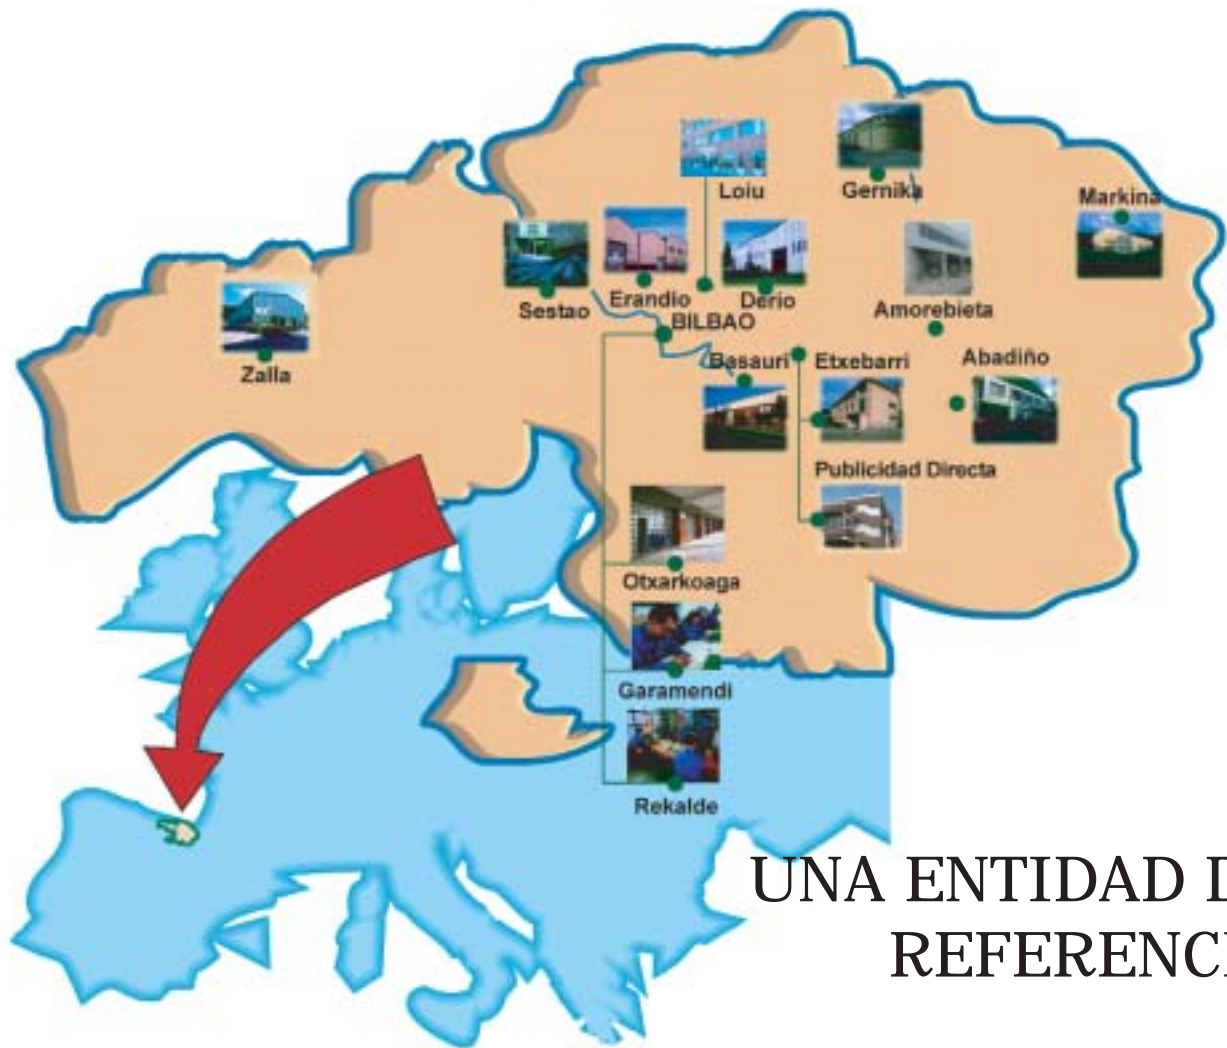 Loiu
Gernika
Markina
Sestao
Erandio
Derio
Amorebieta
BILBAO
Zalla
Basauri
Etxebarri
Abadiño
Publicidad Directa
Otxarkoaga
Garamendi
Rekalde
UNA ENTIDAD D
REFERENCI